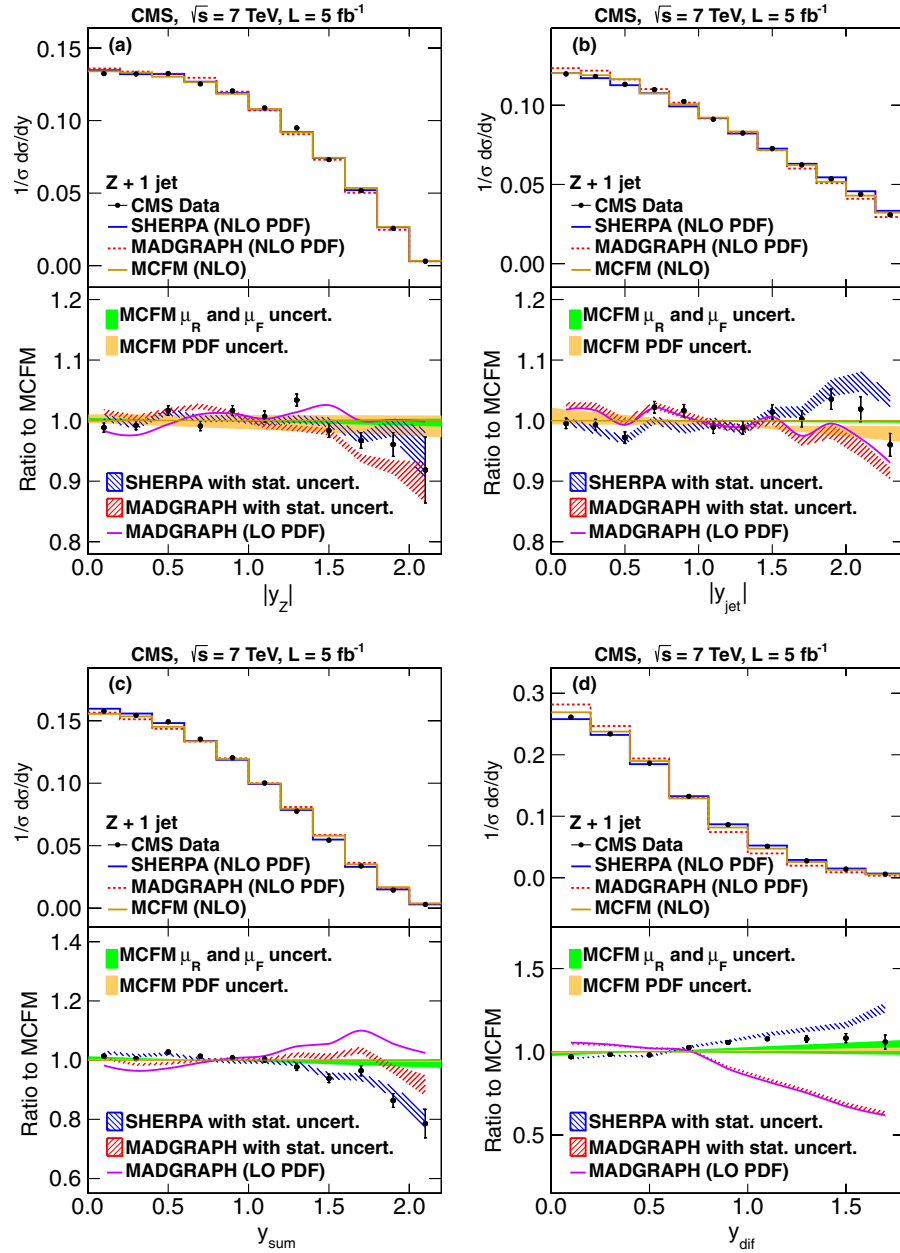 CMS, √s = 7 TeV, L = 5 fb⁻¹
(a)
1/σ dσ/dy
0.15
0.10
0.05
0.00
Z + 1 jet
CMS Data
SHERPA (NLO PDF)
MADGRAPH (NLO PDF)
MCFM (NLO)
Ratio to MCFM
1.2
1.1
1.0
0.9
0.8
MCFM μ_R and μ_F uncert.
MCFM PDF uncert.
SHERPA with stat. uncert.
MADGRAPH with stat. uncert.
MADGRAPH (LO PDF)
0.0 0.5 1.0 1.5 2.0
|y_Z|
CMS, √s = 7 TeV, L = 5 fb⁻¹
(b)
1/σ dσ/dy
0.10
0.05
0.00
Z + 1 jet
CMS Data
SHERPA (NLO PDF)
MADGRAPH (NLO PDF)
MCFM (NLO)
Ratio to MCFM
1.2
1.1
1.0
0.9
0.8
MCFM μ_R and μ_F uncert.
MCFM PDF uncert.
SHERPA with stat. uncert.
MADGRAPH with stat. uncert.
MADGRAPH (LO PDF)
0.0 0.5 1.0 1.5 2.0
|y_jet|
CMS, √s = 7 TeV, L = 5 fb⁻¹
(c)
1/σ dσ/dy
0.15
0.10
0.05
0.00
Z + 1 jet
CMS Data
SHERPA (NLO PDF)
MADGRAPH (NLO PDF)
MCFM (NLO)
Ratio to MCFM
1.4
1.2
1.0
0.8
0.6
MCFM μ_R and μ_F uncert.
MCFM PDF uncert.
SHERPA with stat. uncert.
MADGRAPH with stat. uncert.
MADGRAPH (LO PDF)
0.0 0.5 1.0 1.5 2.0
y_sum
CMS, √s = 7 TeV, L = 5 fb⁻¹
(d)
1/σ dσ/dy
0.3
0.2
0.1
0.0
Z + 1 jet
CMS Data
SHERPA (NLO PDF)
MADGRAPH (NLO PDF)
MCFM (NLO)
Ratio to MCFM
1.5
1.0
0.5
MCFM μ_R and μ_F uncert.
MCFM PDF uncert.
SHERPA with stat. uncert.
MADGRAPH with stat. uncert.
MADGRAPH (LO PDF)
0.0 0.5 1.0 1.5
y_dif